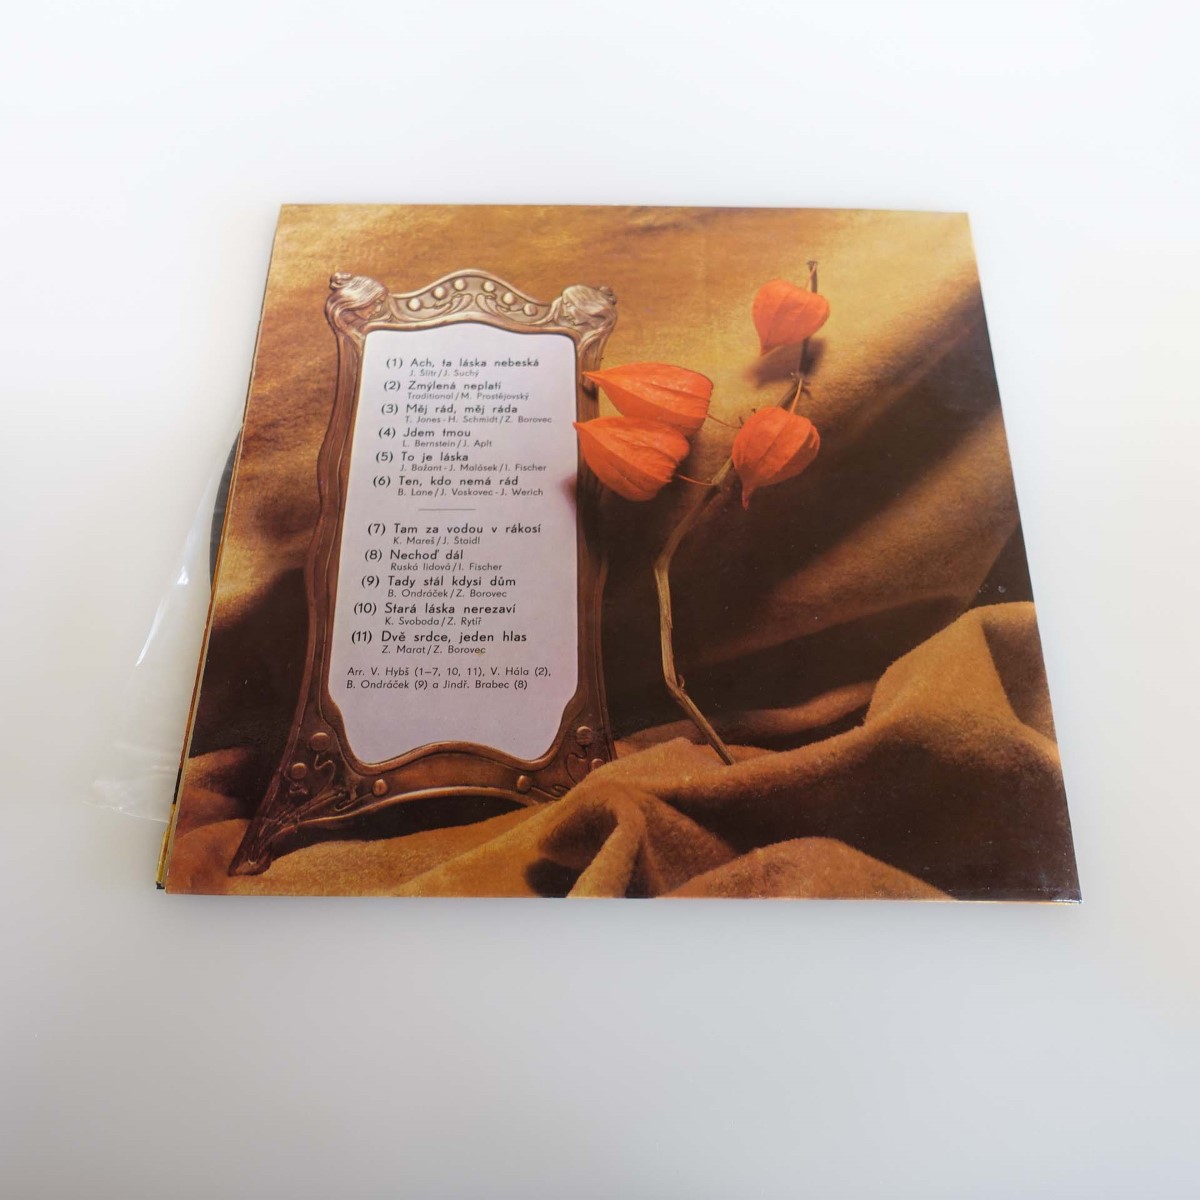 (1) Ach, ta láska nebeská
J. Šlitr/J. Suchý
(2) Zmýlená neplatí
Traditional/M. Prostějovský
(3) Měj rád, měj ráda
T. Jones-H. Schmidt/Z. Borovec
(4) Jdem tmou
L. Bernstein/J. Aplt
(5) To je láska
J. Bažant-J. Malásek/I. Fischer
(6) Ten, kdo nemá rád
B. Lane/J. Voskovec-J. Werich
(7) Tam za vodou v rákosí
K. Mareš/J. Štaidl
(8) Nechoď dál
Ruská lidová/I. Fischer
(9) Tady stál kdysi dům
B. Ondráček/Z. Borovec
(10) Stará láska nerezaví
K. Svoboda/Z. Rytíř
(11) Dvě srdce, jeden hlas
Z. Marat/Z. Borovec
Arr. V. Hybš (1–7, 10, 11), V. Hála (2),
B. Ondráček (9) a Jindř. Brabec (8)